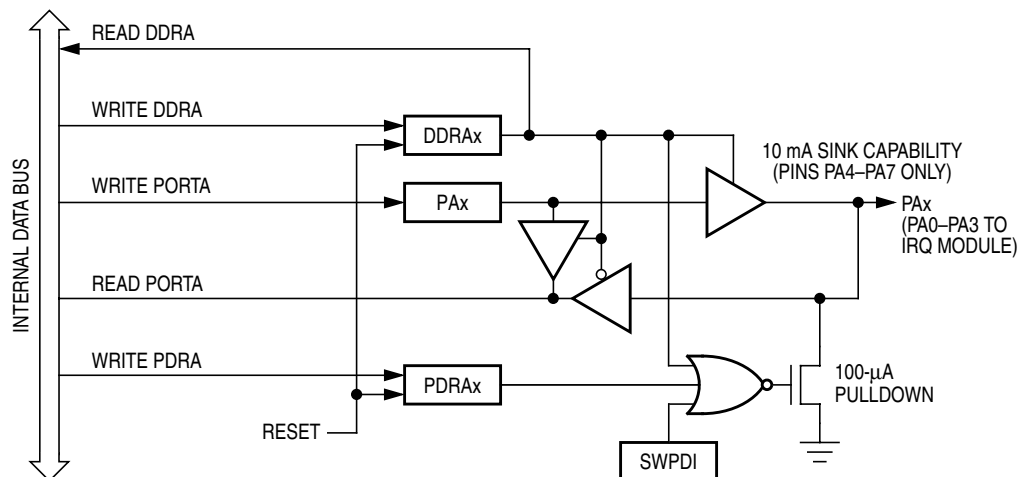 READ DDRA
WRITE DDRA
DDRAx
10 mA SINK CAPABILITY
(PINS PA4–PA7 ONLY)
WRITE PORTA
PAx
PAx
(PA0–PA3 TO
IRQ MODULE)
INTERNAL DATA BUS
READ PORTA
WRITE PDRA
PDRAx
100-μA
PULLDOWN
RESET
SWPDI